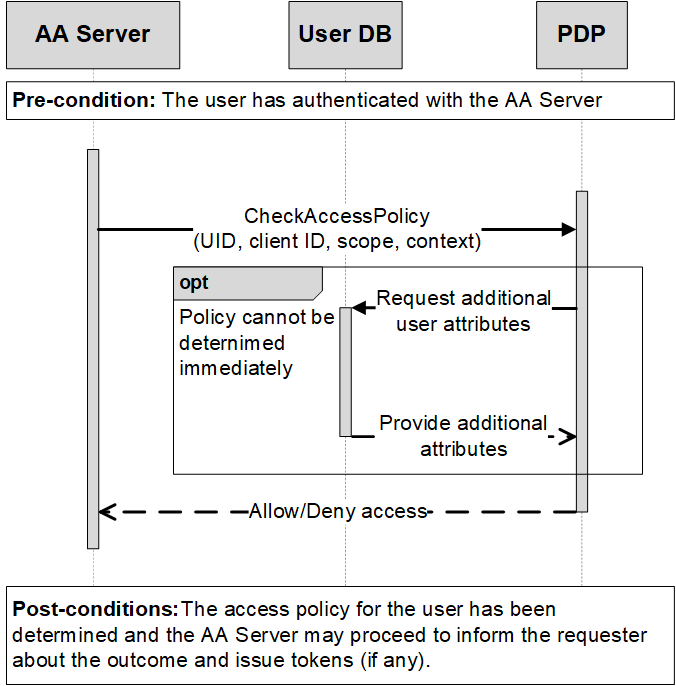 AA Server
User DB
PDP
Pre-condition: The user has authenticated with the AA Server
CheckAccessPolicy
(UID, client ID, scope, context)
opt
Policy cannot be
deternimed
immediately
Request additional
user attributes
Provide additional
attributes
Allow/Deny access
Post-conditions: The access policy for the user has been
determined and the AA Server may proceed to inform the requester
about the outcome and issue tokens (if any).